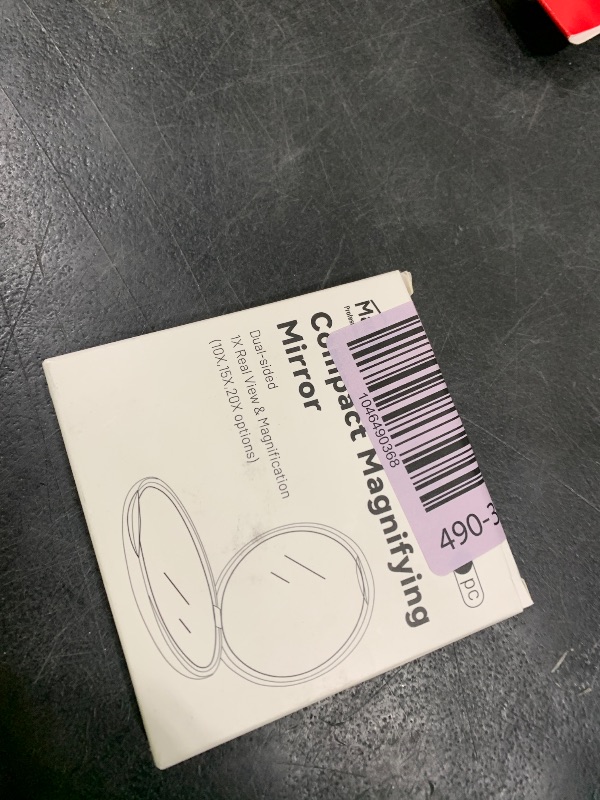 Compact Magnifying
Mirror
Dual-sided
1X Real View & Magnification
(10X,15X,20X options)
1046490368
490-3
pc